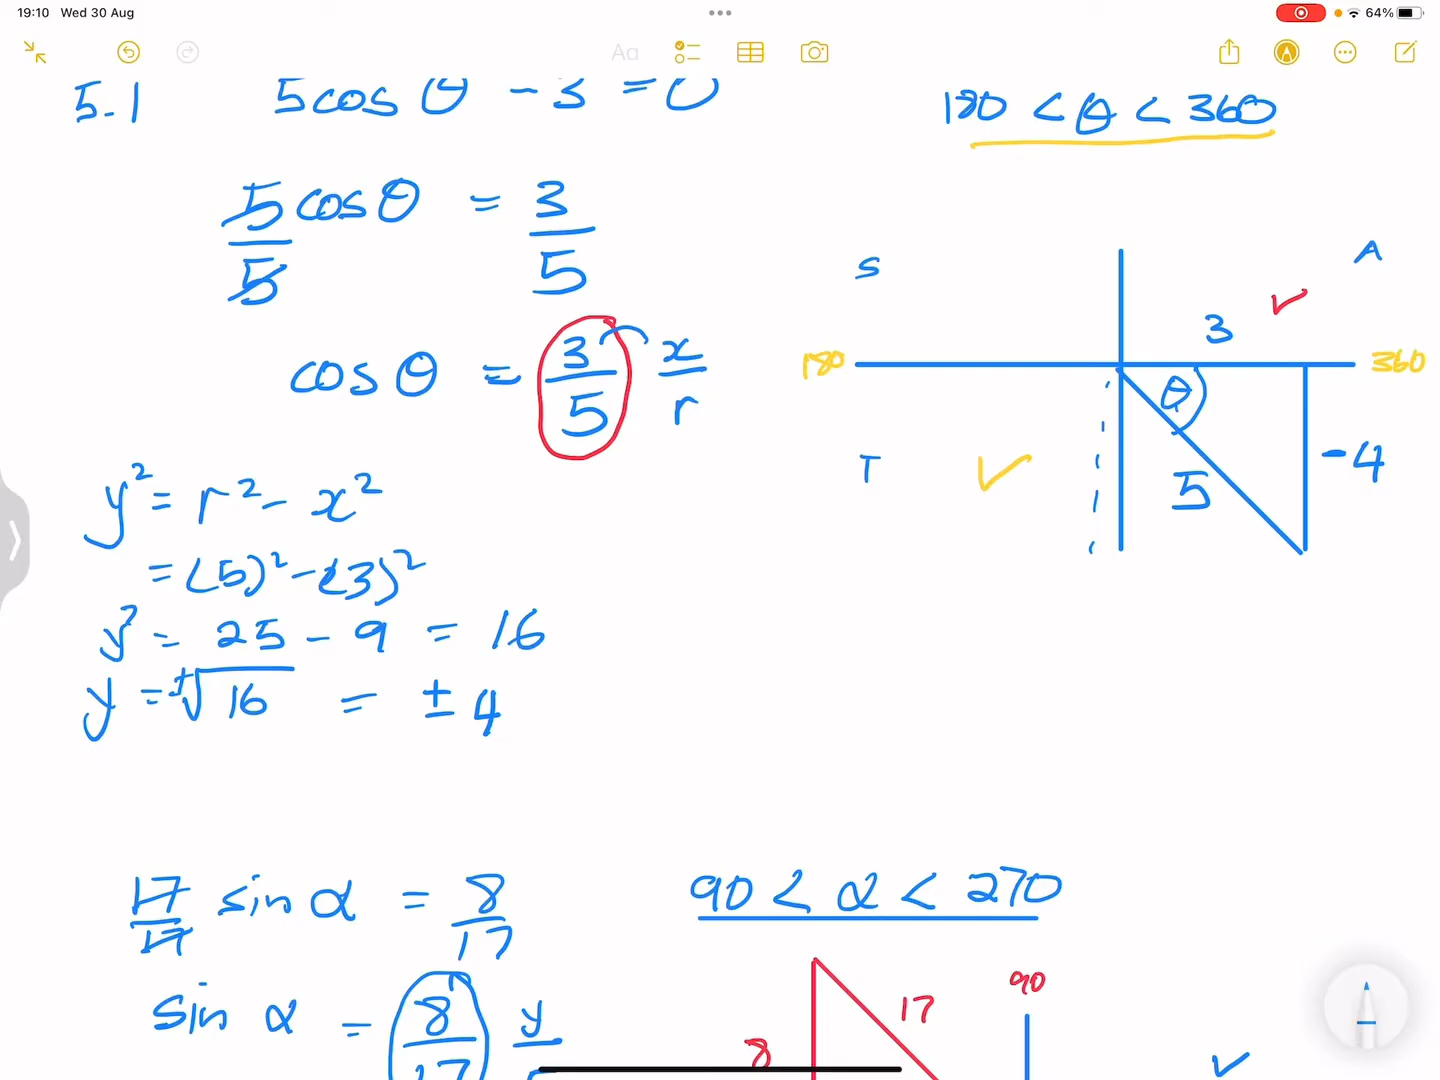 19:10 Wed 30 Aug
64%
Aa
5.1 5cos θ - 3 = 0
180 < θ < 360
5cosθ/5 = 3/5
S
A
3
cos θ = 3/5 x/r
180
360
θ
T
-4
5
y² = r² - x²
= (5)² - (3)²
y² = 25 - 9 = 16
y = ±√16 = ±4
17/17 sin α = 8/17
90 < α < 270
90
17
sin α = 8/17 y
8